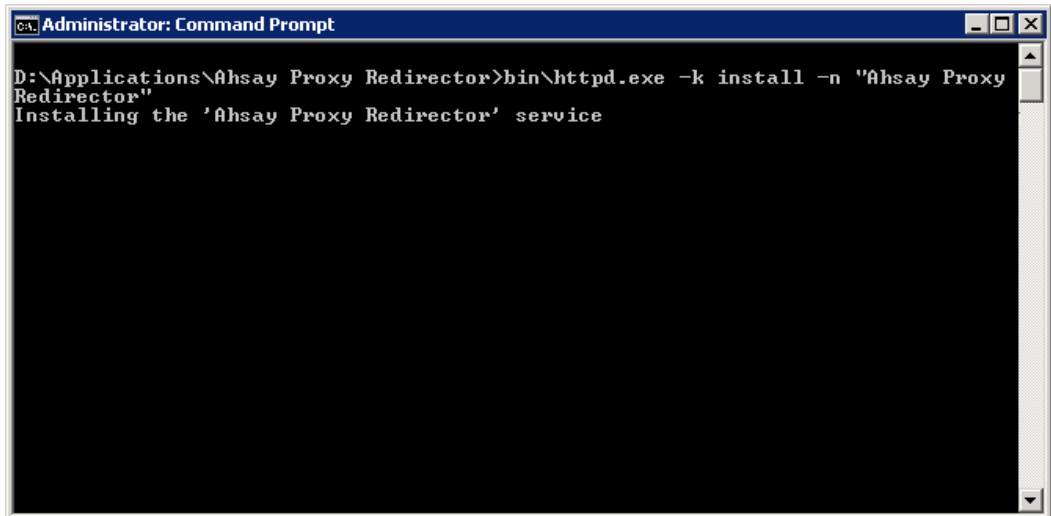 Administrator: Command Prompt
D:\Applications\Ahsay Proxy Redirector>bin\httpd.exe -k install -n "Ahsay Proxy
Redirector"
Installing the 'Ahsay Proxy Redirector' service